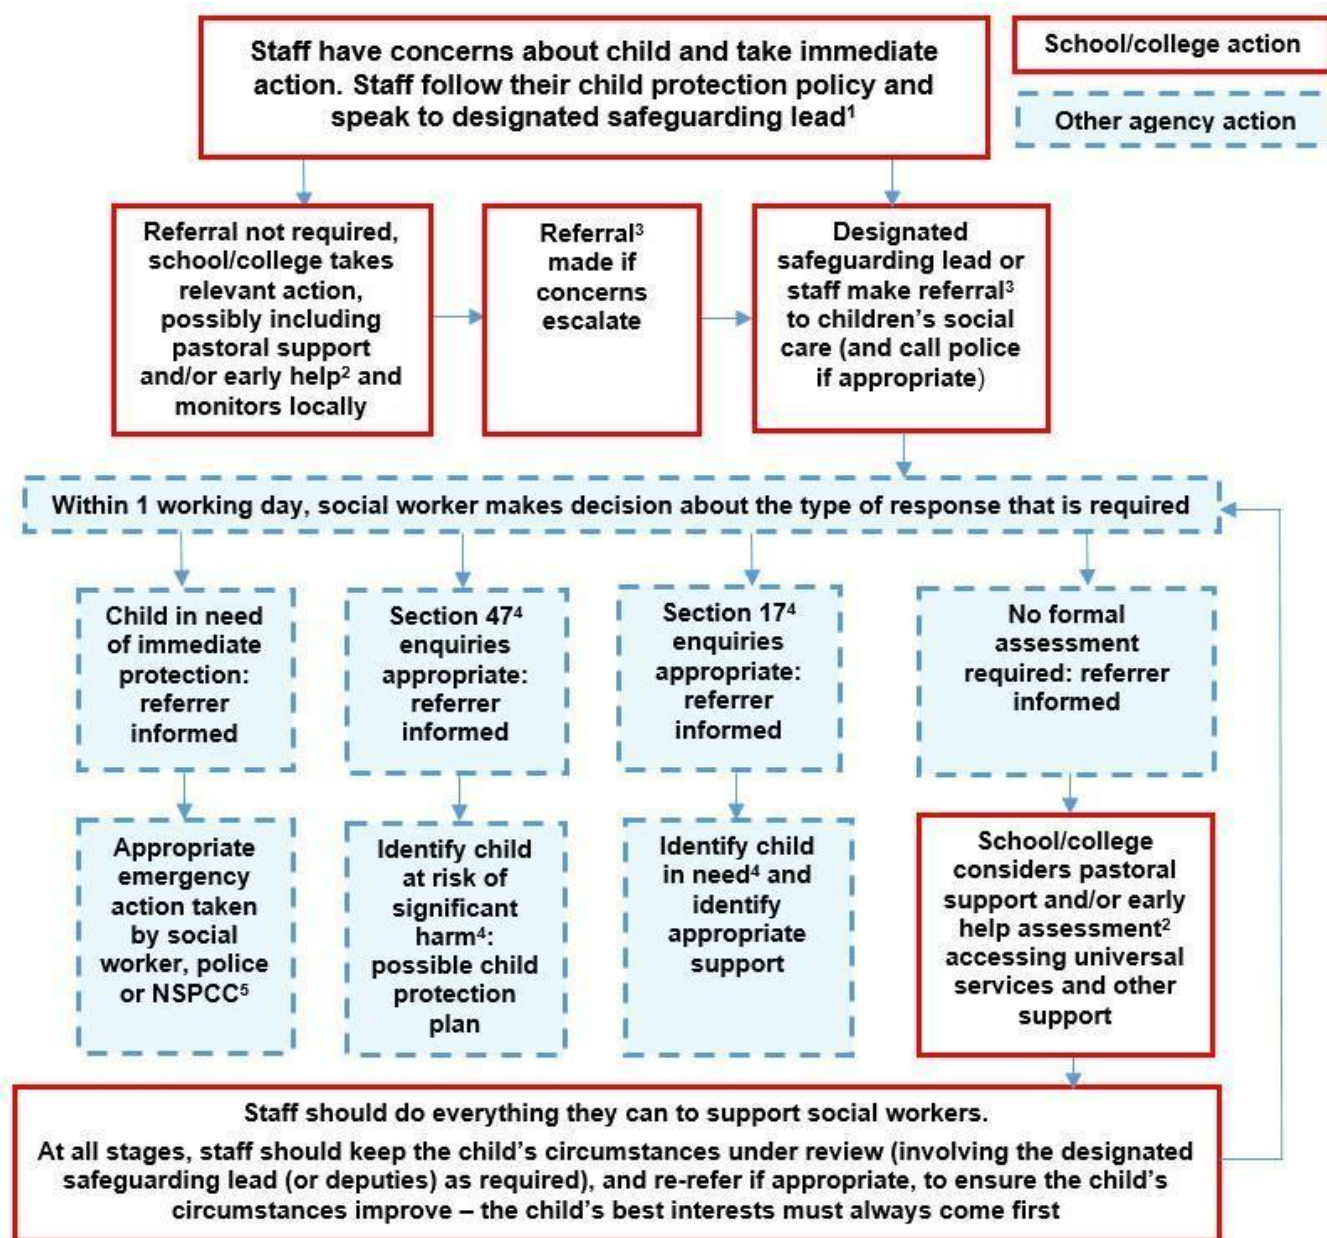 Staff have concerns about child and take immediate
action. Staff follow their child protection policy and
speak to designated safeguarding lead¹
School/college action
Other agency action
Referral not required,
school/college takes
relevant action,
possibly including
pastoral support
and/or early help² and
monitors locally
Referral³
made if
concerns
escalate
Designated
safeguarding lead or
staff make referral³
to children’s social
care (and call police
if appropriate)
Within 1 working day, social worker makes decision about the type of response that is required
Child in need
of immediate
protection:
referrer
informed
Section 47⁴
enquiries
appropriate:
referrer
informed
Section 17⁴
enquiries
appropriate:
referrer
informed
No formal
assessment
required: referrer
informed
Appropriate
emergency
action taken
by social
worker, police
or NSPCC⁵
Identify child
at risk of
significant
harm⁴:
possible child
protection
plan
Identify child
in need⁴ and
identify
appropriate
support
School/college
considers pastoral
support and/or early
help assessment²
accessing universal
services and other
support
Staff should do everything they can to support social workers.
At all stages, staff should keep the child’s circumstances under review (involving the designated
safeguarding lead (or deputies) as required), and re-refer if appropriate, to ensure the child’s
circumstances improve – the child’s best interests must always come first